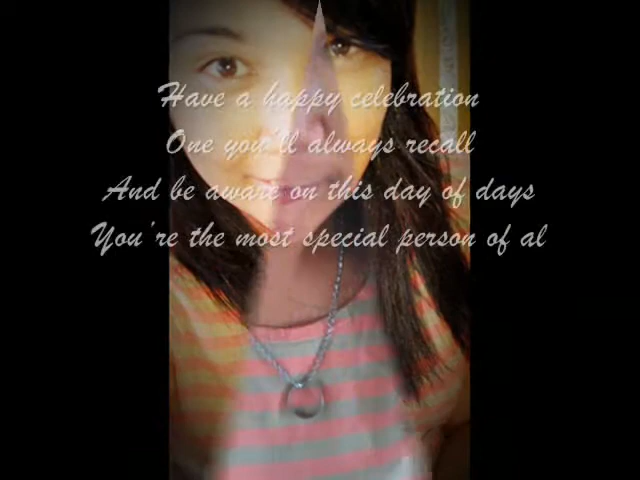 Have a happy celebration
One you'll always recall
And be aware on this day of days
You're the most special person of al